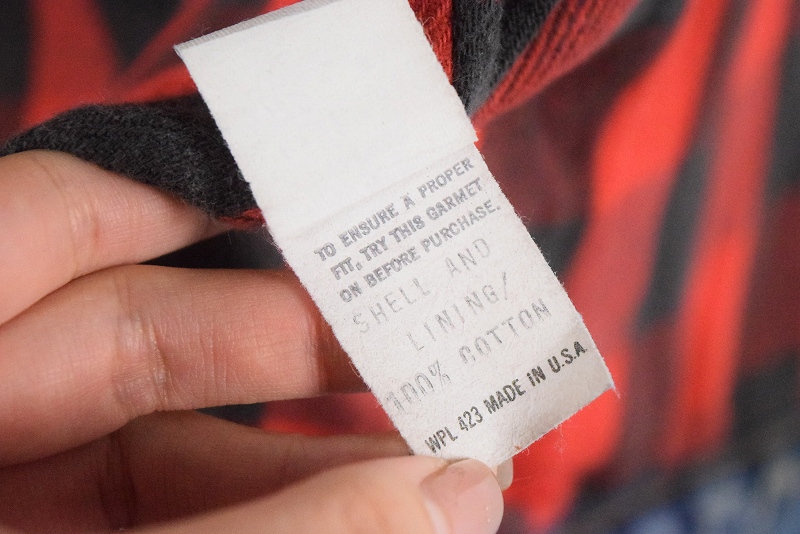 TO ENSURE A PROPER
FIT, TRY THIS GARMET
ON BEFORE PURCHASE.
SHELL AND
LINING/
100% COTTON
WPL 423 MADE IN U.S.A